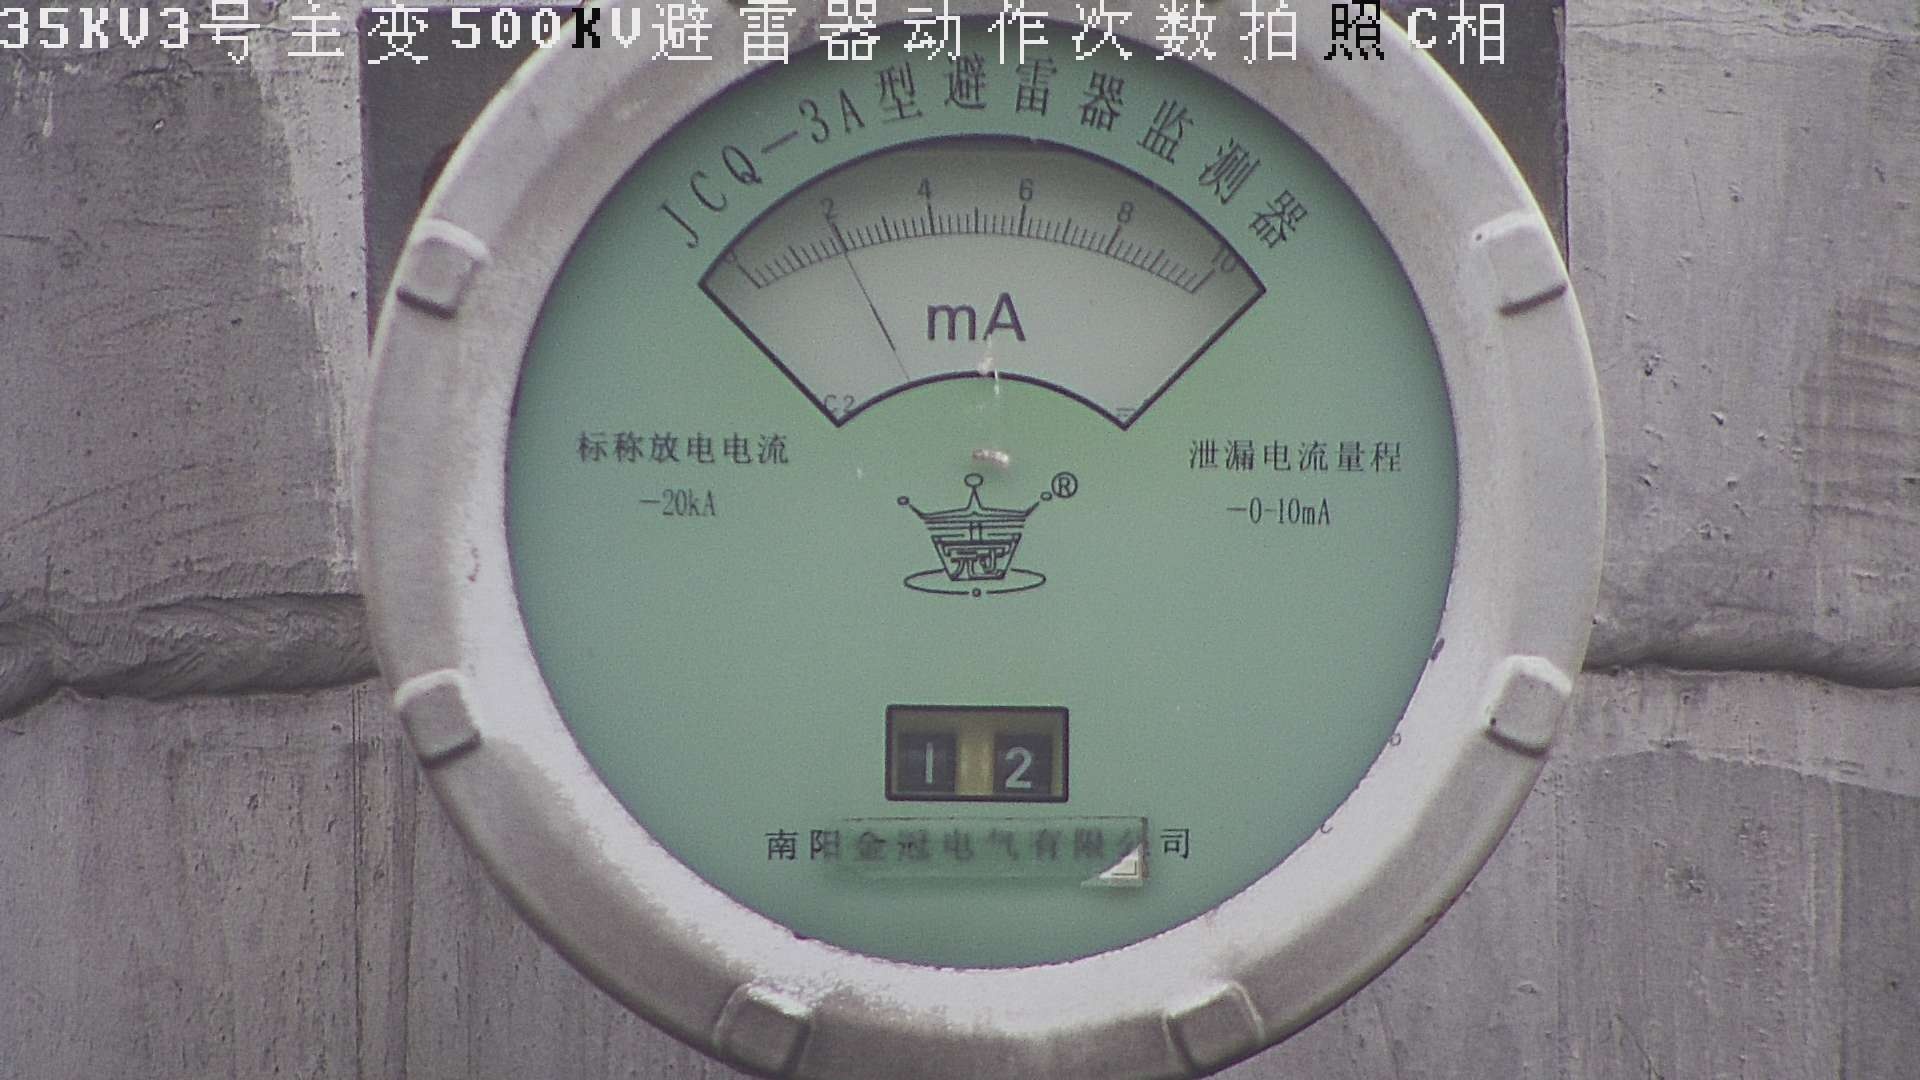 35KV3号主变500KV避雷器动作次数拍照C相
JCQ-3A型避雷器监测器
0 2 4 6 8 10
mA
C2
标称放电电流
-20kA
泄漏电流量程
-0-10mA
®
冠
1 2
南阳金冠电气有限公司